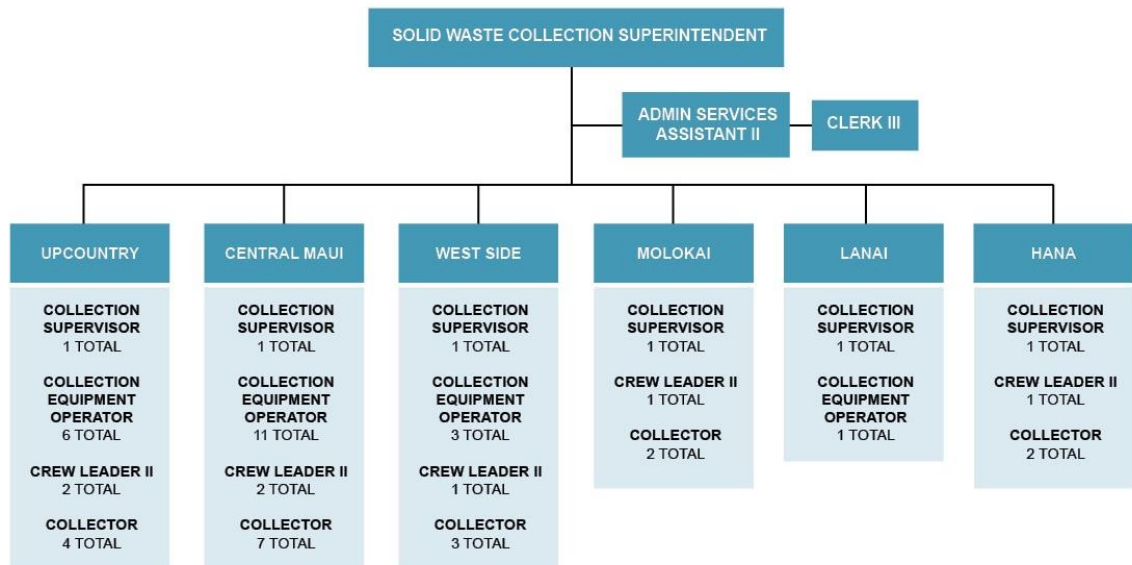 SOLID WASTE COLLECTION SUPERINTENDENT
ADMIN SERVICES
ASSISTANT II
CLERK III
UPCOUNTRY
COLLECTION
SUPERVISOR
1 TOTAL
COLLECTION
EQUIPMENT
OPERATOR
6 TOTAL
CREW LEADER II
2 TOTAL
COLLECTOR
4 TOTAL
CENTRAL MAUI
COLLECTION
SUPERVISOR
1 TOTAL
COLLECTION
EQUIPMENT
OPERATOR
11 TOTAL
CREW LEADER II
2 TOTAL
COLLECTOR
7 TOTAL
WEST SIDE
COLLECTION
SUPERVISOR
1 TOTAL
COLLECTION
EQUIPMENT
OPERATOR
3 TOTAL
CREW LEADER II
1 TOTAL
COLLECTOR
3 TOTAL
MOLOKAI
COLLECTION
SUPERVISOR
1 TOTAL
CREW LEADER II
1 TOTAL
COLLECTOR
2 TOTAL
LANAI
COLLECTION
SUPERVISOR
1 TOTAL
COLLECTION
EQUIPMENT
OPERATOR
1 TOTAL
HANA
COLLECTION
SUPERVISOR
1 TOTAL
CREW LEADER II
1 TOTAL
COLLECTOR
2 TOTAL